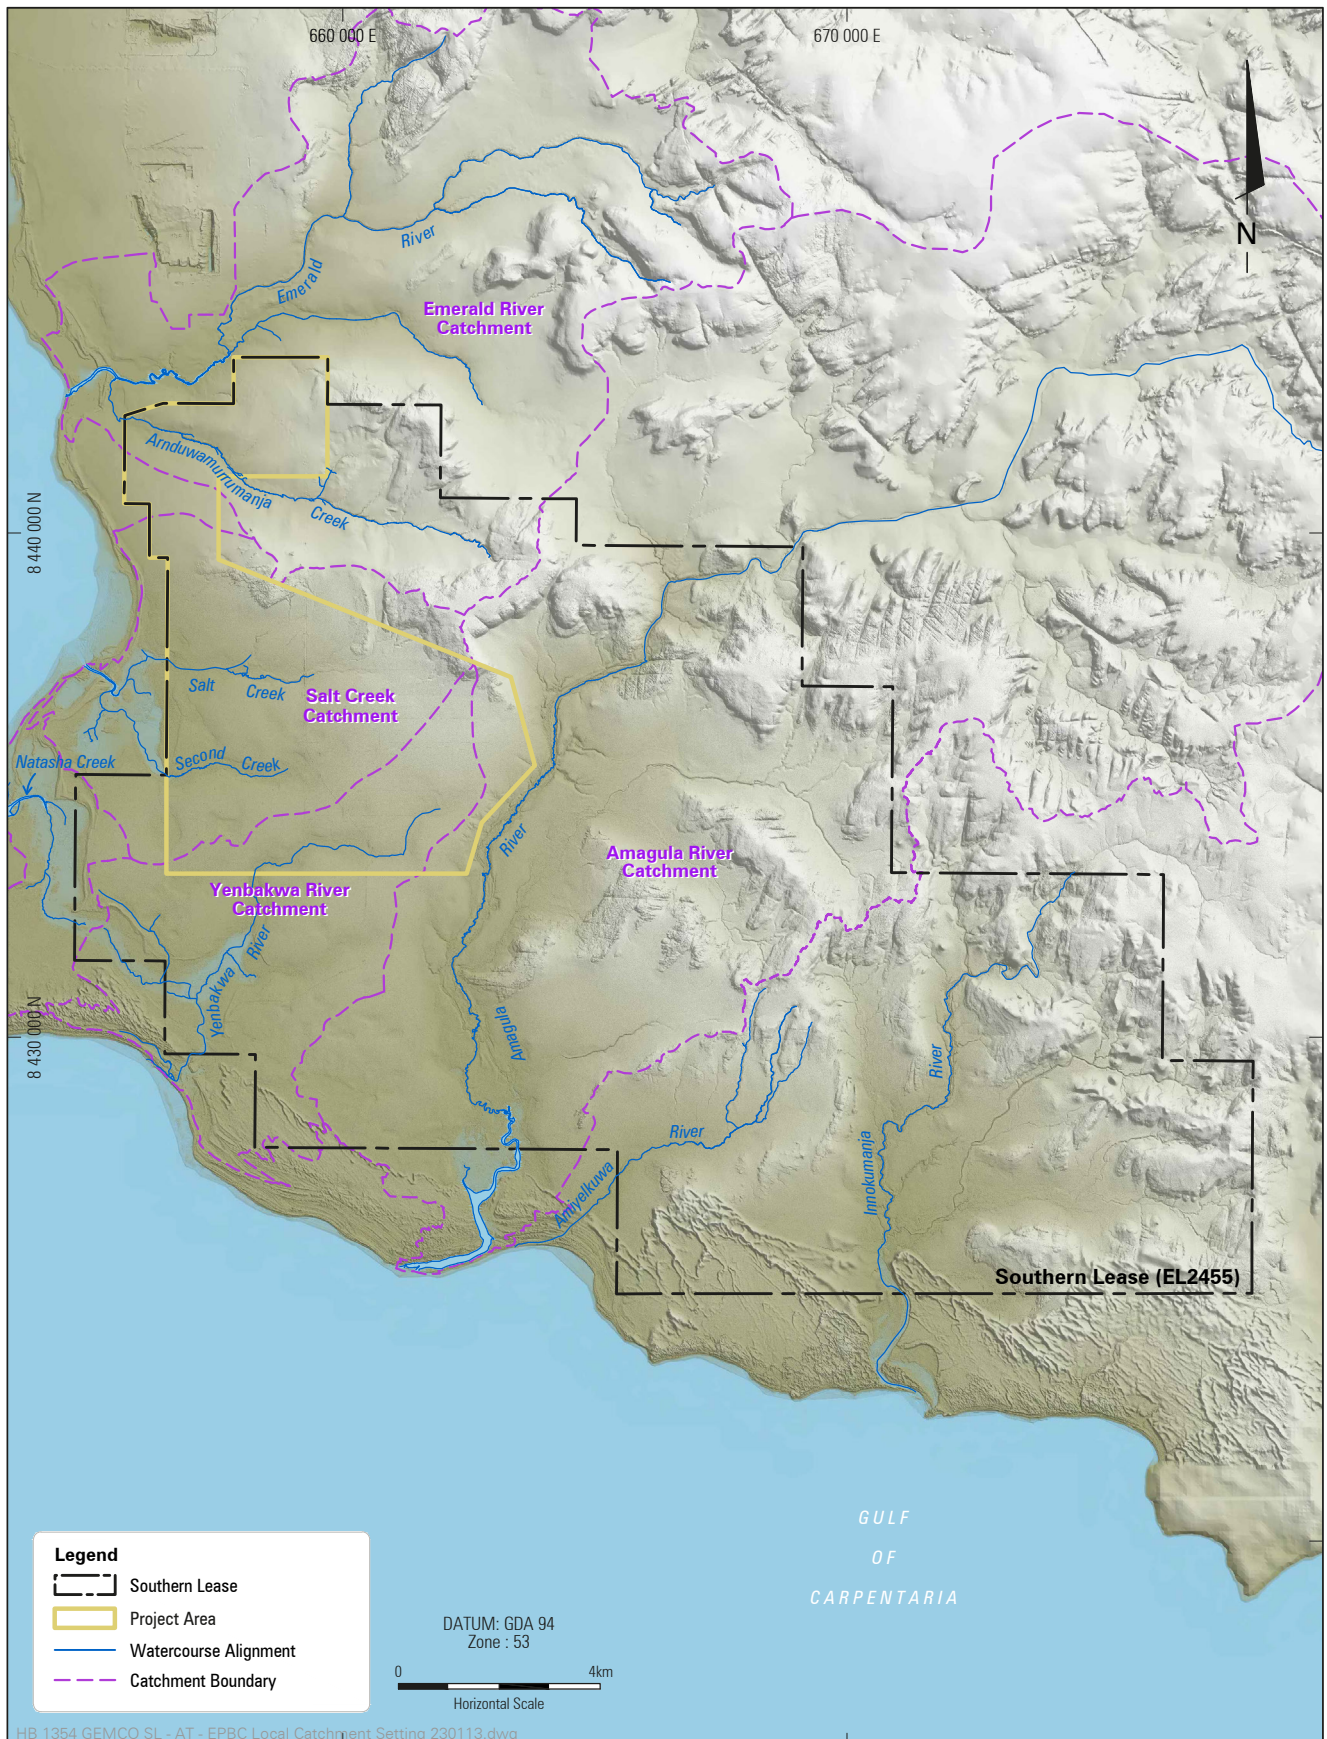 660 000 E
670 000 E
N
River
Emerald
Emerald River
Catchment
Arnduwamurrumanja
Creek
8 440 000 N
Salt
Creek
Salt Creek
Catchment
Natasha Creek
Second
Creek
River
Amagula River
Catchment
Yenbakwa River
Catchment
River
Yenbakwa
Amagula
8 430 000 N
River
River
Innokumanja
Amiyelkuwa
Southern Lease (EL2455)
GULF
OF
CARPENTARIA
Legend
Southern Lease
Project Area
Watercourse Alignment
Catchment Boundary
DATUM: GDA 94
Zone : 53
0 4km
Horizontal Scale
HB 1354 GEMCO SL - AT - EPBC Local Catchment Setting 230113.dwg